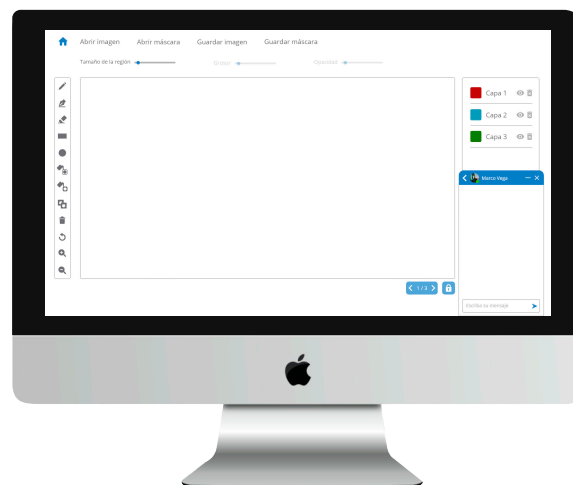 Abrir imagen Abrir máscara Guardar imagen Guardar máscara
Tamaño de la región Grosor Opacidad
Capa 1
Capa 2
Capa 3
Marco Vega
1 / 3
Escriba su mensaje